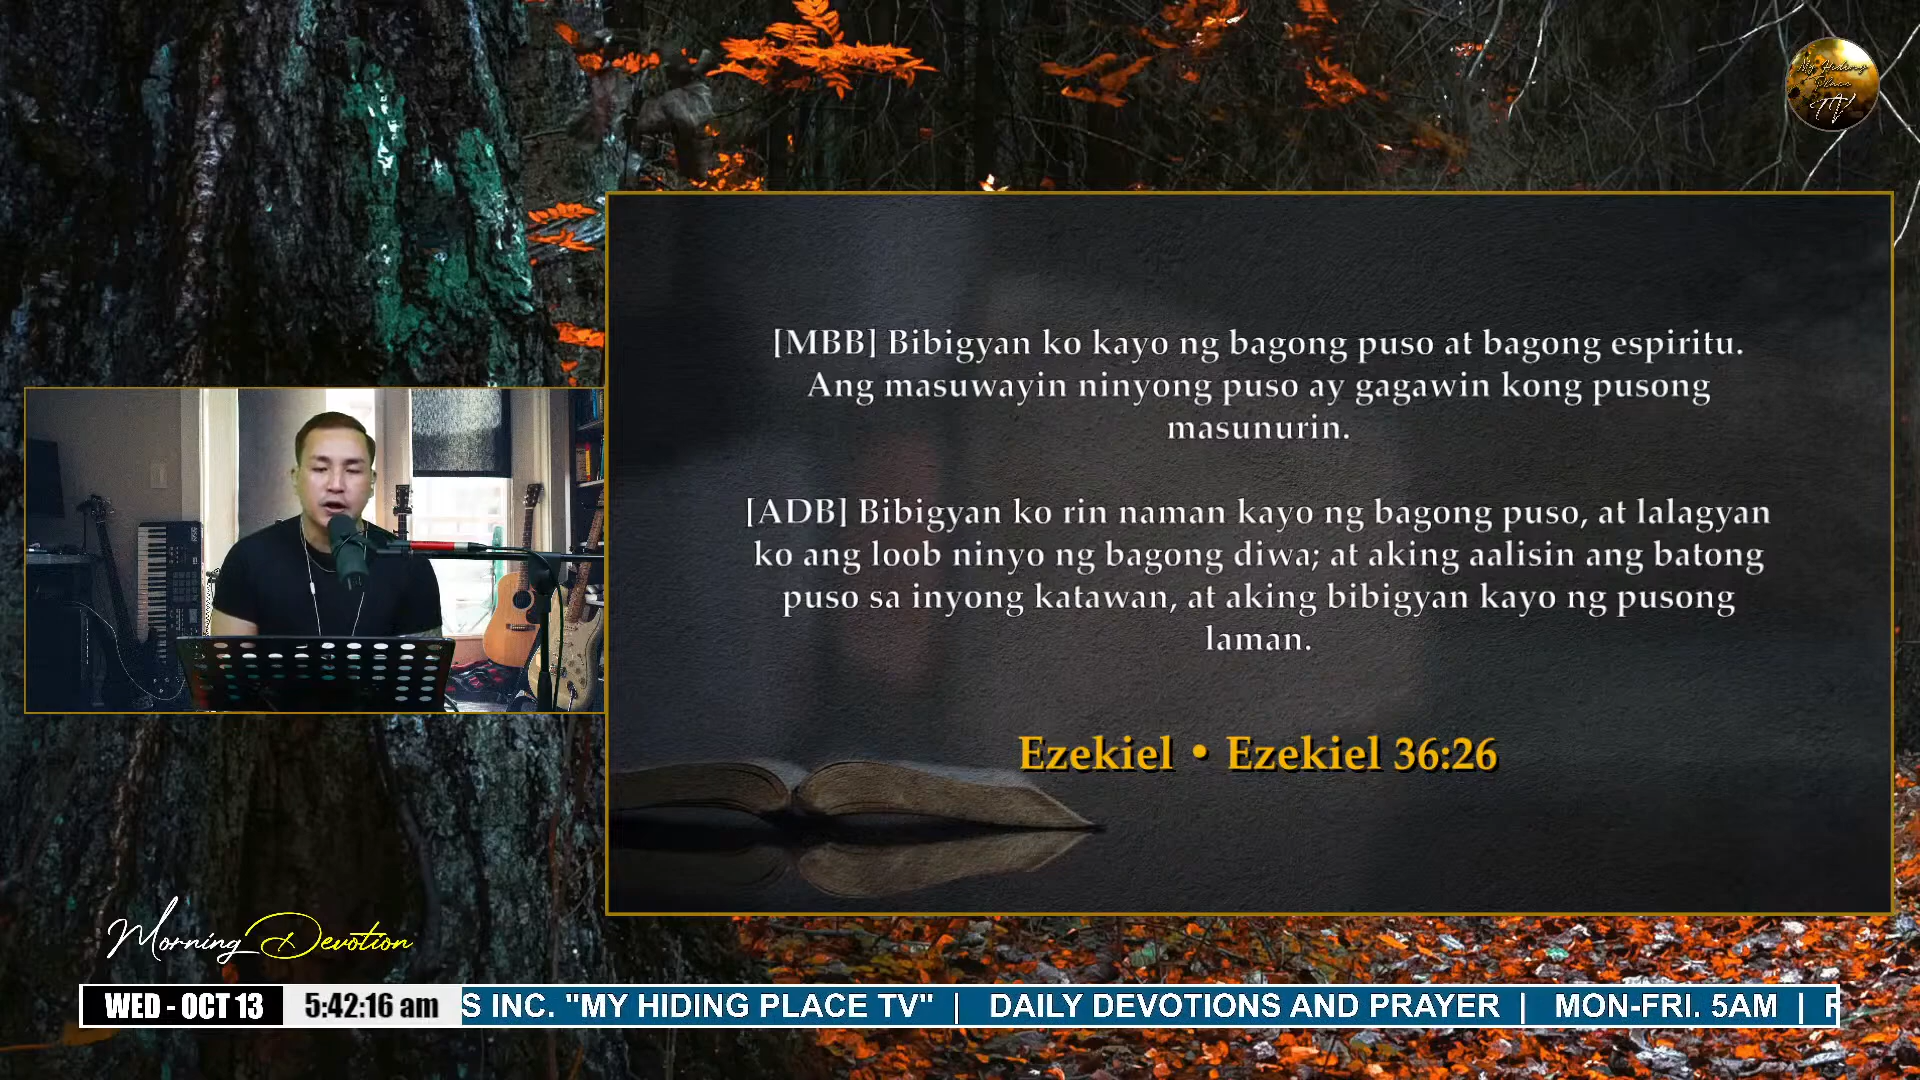 My Hiding
Place
TV
[MBB] Bibigyan ko kayo ng bagong puso at bagong espiritu.
Ang masuwayin ninyong puso ay gagawin kong pusong
masunurin.
[ADB] Bibigyan ko rin naman kayo ng bagong puso, at lalagyan
ko ang loob ninyo ng bagong diwa; at aking aalisin ang batong
puso sa inyong katawan, at aking bibigyan kayo ng pusong
laman.
Ezekiel • Ezekiel 36:26
Morning Devotion
WED - OCT 13 5:42:16 am S INC. "MY HIDING PLACE TV" | DAILY DEVOTIONS AND PRAYER | MON-FRI. 5AM |